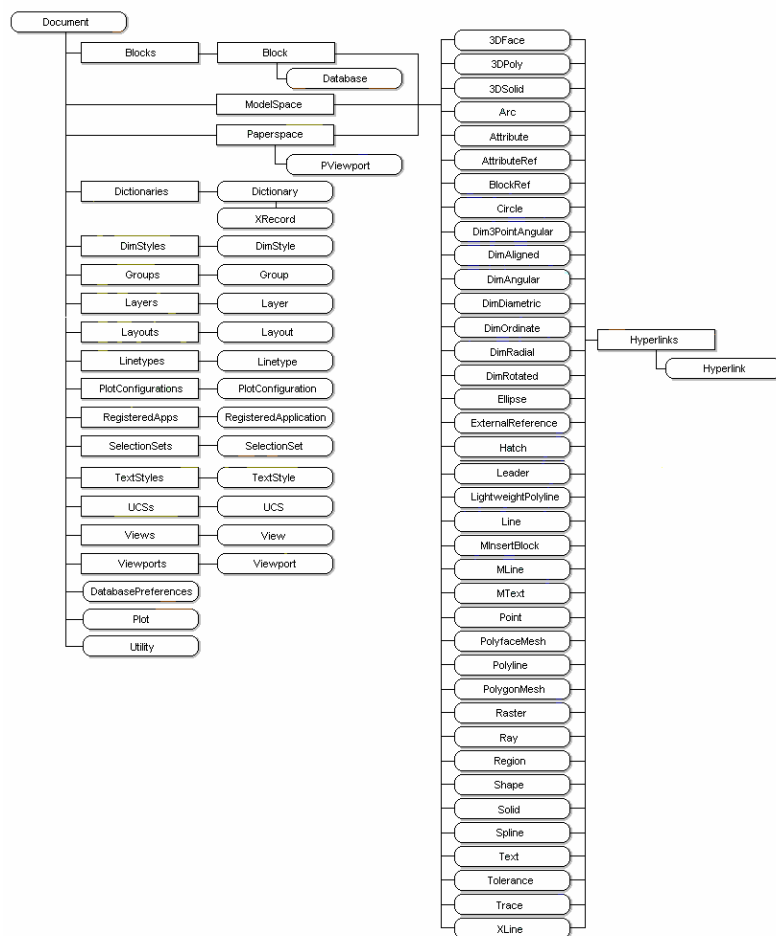 Document
Blocks
Block
Database
ModelSpace
Paperspace
PViewport
Dictionaries
Dictionary
XRecord
DimStyles
DimStyle
Groups
Group
Layers
Layer
Layouts
Layout
Linetypes
Linetype
PlotConfigurations
PlotConfiguration
RegisteredApps
RegisteredApplication
SelectionSets
SelectionSet
TextStyles
TextStyle
UCSs
UCS
Views
View
Viewports
Viewport
DatabasePreferences
Plot
Utility
3DFace
3DPoly
3DSolid
Arc
Attribute
AttributeRef
BlockRef
Circle
Dim3PointAngular
DimAligned
DimAngular
DimDiametric
DimOrdinate
DimRadial
DimRotated
Ellipse
ExternalReference
Hatch
Leader
LightweightPolyline
Line
MInsertBlock
MLine
MText
Point
PolyfaceMesh
Polyline
PolygonMesh
Raster
Ray
Region
Shape
Solid
Spline
Text
Tolerance
Trace
XLine
Hyperlinks
Hyperlink